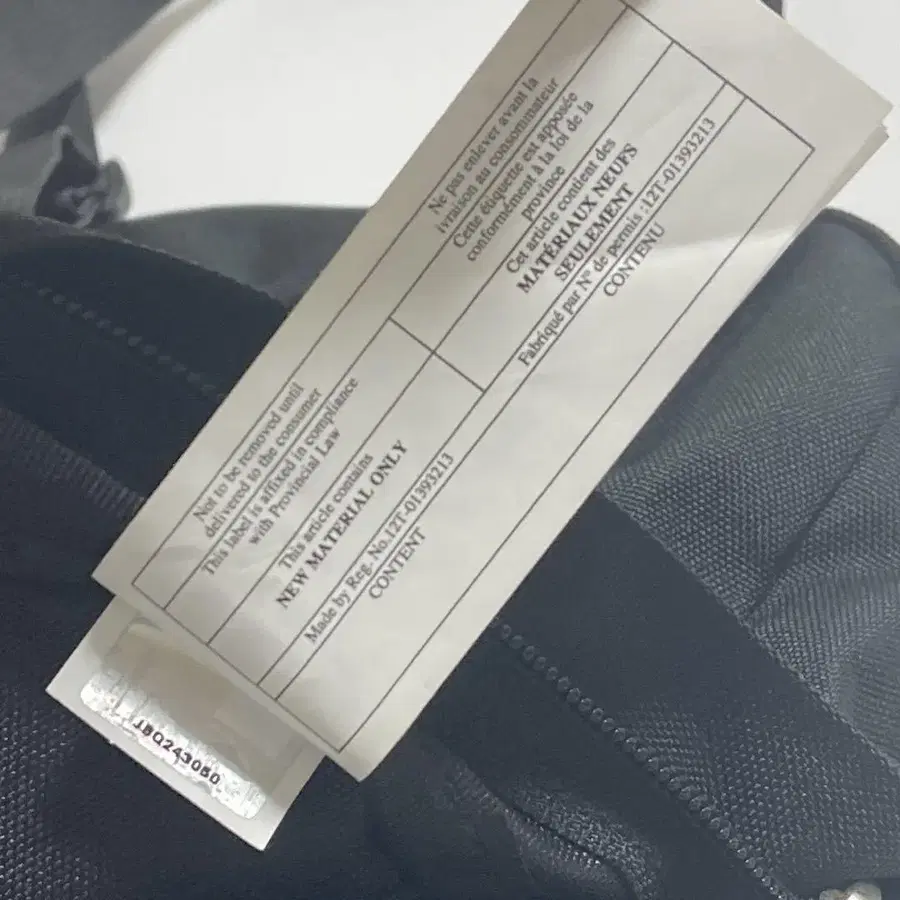 Not to be removed until
delivered to the consumer
This label is affixed in compliance
with Provincial Law
This article contains
NEW MATERIAL ONLY
Made by Reg. No.12T-01393213
CONTENT
Ne pas enlever avant la
ivraison au consommateur
Cette étiquette est apposée
conformément à la loi de la
province
Cet article contient des
MATÉRIAUX NEUFS
SEULEMENT
Fabriqué par N° de permis :12T-01393213
CONTENU
JBQ243050